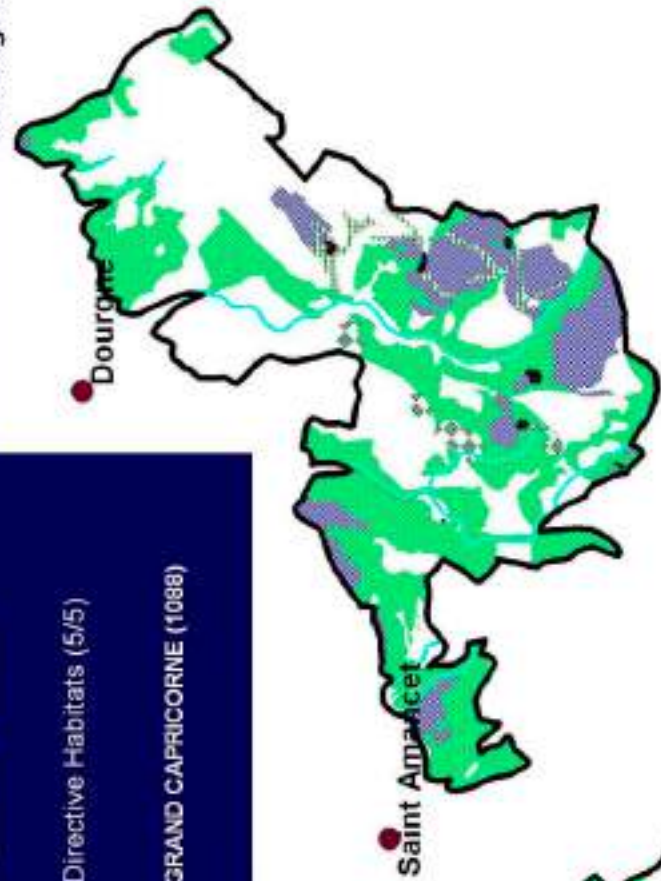 Directive Habitats (5/5)
GRAND CAPRICORNE (1088)
Dourgne
Saint Amancet